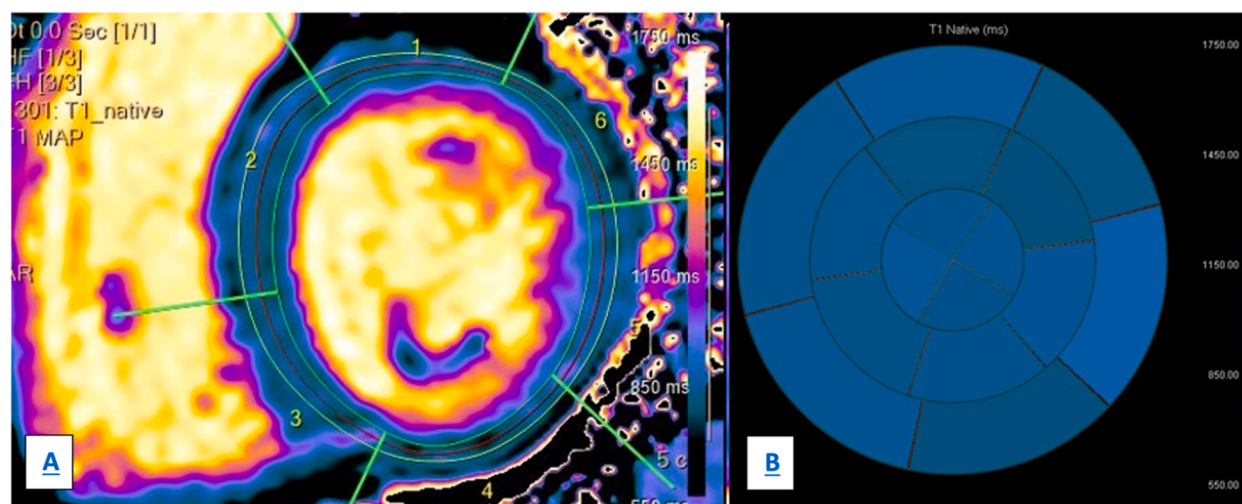 Dt 0.0 Sec [1/1]
HF [1/3]
FH [3/3]
301: T1_native
T1 MAP
AR
1
2
3
4
5
6
1750 ms
1450 ms
1150 ms
850 ms
5 c
A
T1 Native (ms)
1750.00
1450.00
1150.00
850.00
550.00
B